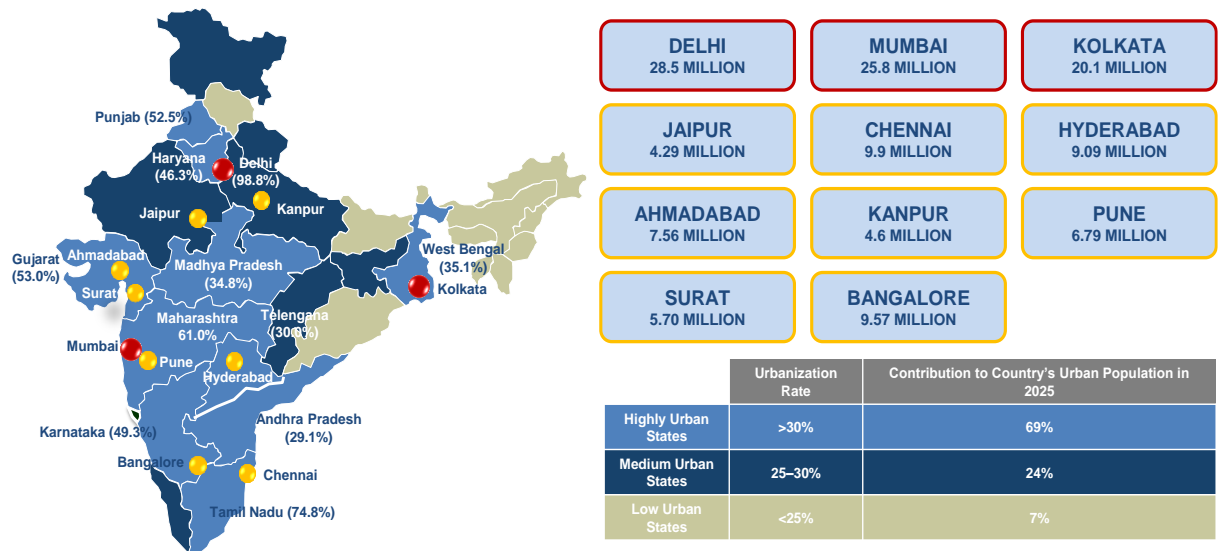 Punjab (52.5%)
Haryana
(46.3%)
Delhi
(98.8%)
Jaipur
Kanpur
Gujarat
(53.0%)
Ahmadabad
Surat
Madhya Pradesh
(34.8%)
West Bengal
(35.1%)
Kolkata
Maharashtra
61.0%
Telengana
(30.6%)
Mumbai
Pune
Hyderabad
Karnataka (49.3%)
Andhra Pradesh
(29.1%)
Bangalore
Chennai
Tamil Nadu (74.8%)
DELHI
28.5 MILLION
MUMBAI
25.8 MILLION
KOLKATA
20.1 MILLION
JAIPUR
4.29 MILLION
CHENNAI
9.9 MILLION
HYDERABAD
9.09 MILLION
AHMADABAD
7.56 MILLION
KANPUR
4.6 MILLION
PUNE
6.79 MILLION
SURAT
5.70 MILLION
BANGALORE
9.57 MILLION
Urbanization
Rate
Contribution to Country's Urban Population in
2025
Highly Urban
States
>30%
69%
Medium Urban
States
25–30%
24%
Low Urban
States
<25%
7%